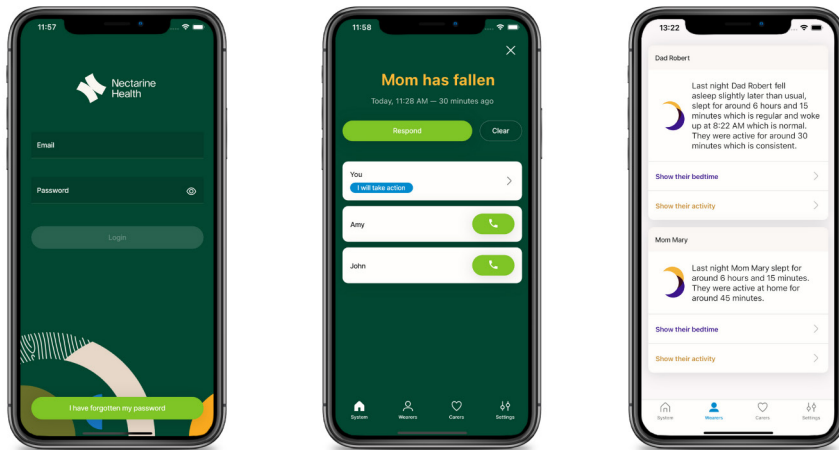 11:57
Nectarine
Health
Email
Password
Login
I have forgotten my password
11:58
Mom has fallen
Today, 11:28 AM — 30 minutes ago
Respond
Clear
You
I will take action
Amy
John
System
Wearers
Carers
Settings
13:22
Dad Robert
Last night Dad Robert fell
asleep slightly later than usual,
slept for around 6 hours and 15
minutes which is regular and woke
up at 8:22 AM which is normal.
They were active for around 30
minutes which is consistent.
Show their bedtime
Show their activity
Mom Mary
Last night Mom Mary slept for
around 6 hours and 15 minutes.
They were active at home for
around 45 minutes.
Show their bedtime
Show their activity
System
Wearers
Carers
Settings